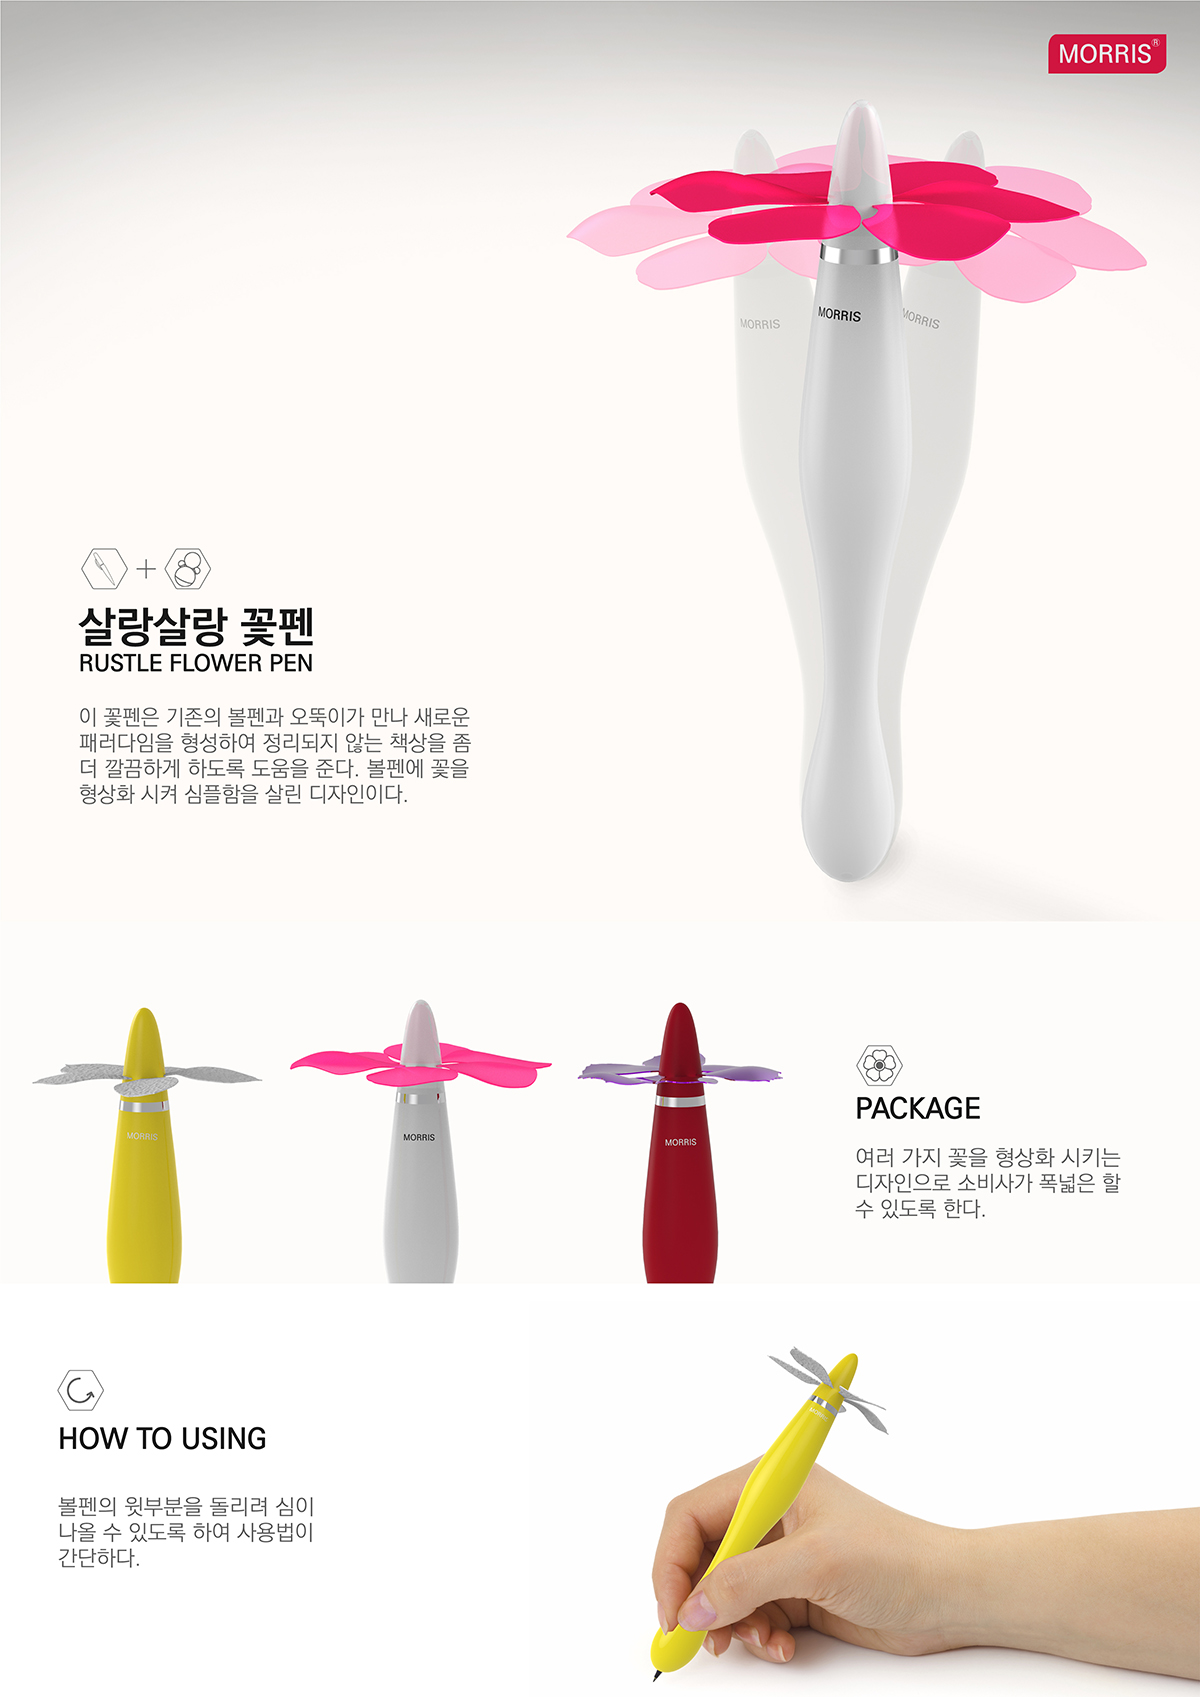 MORRIS®
MORRIS
MORRIS
MORRIS
살랑살랑 꽃펜
RUSTLE FLOWER PEN
이 꽃펜은 기존의 볼펜과 오뚝이가 만나 새로운
패러다임을 형성하여 정리되지 않는 책상을 좀
더 깔끔하게 하도록 도움을 준다. 볼펜에 꽃을
형상화 시켜 심플함을 살린 디자인이다.
MORRIS
MORRIS
MORRIS
PACKAGE
여러 가지 꽃을 형상화 시키는
디자인으로 소비사가 폭넓은 할
수 있도록 한다.
HOW TO USING
볼펜의 윗부분을 돌리려 심이
나올 수 있도록 하여 사용법이
간단하다.
MORRIS